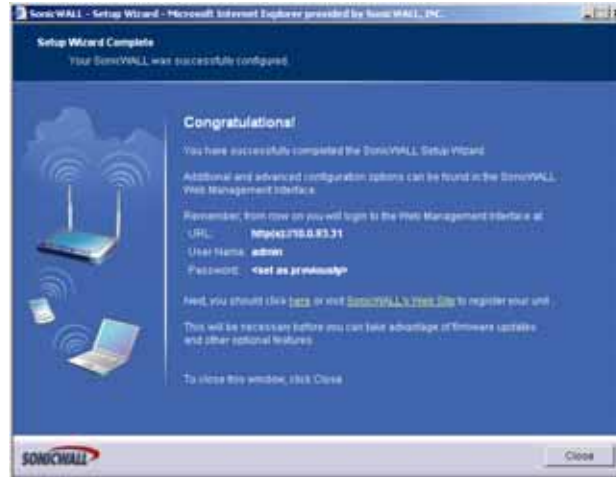 SonicWALL - Setup Wizard - Microsoft Internet Explorer provided by SonicWALL, INC.
Setup Wizard Complete
Your SonicWALL was successfully configured.
Congratulations!
You have successfully completed the SonicWALL Setup Wizard.
Additional and advanced configuration options can be found in the SonicWALL
Web Management Interface.
Remember, from now on you will login to the Web Management Interface at
URL: http(s)://10.0.93.31
User Name: admin
Password: <set as previously>
Next, you should click here or visit SonicWALL's Web Site to register your unit.
This will be necessary before you can take advantage of firmware updates
and other optional features.
To close this window, click Close.
SONICWALL
Close